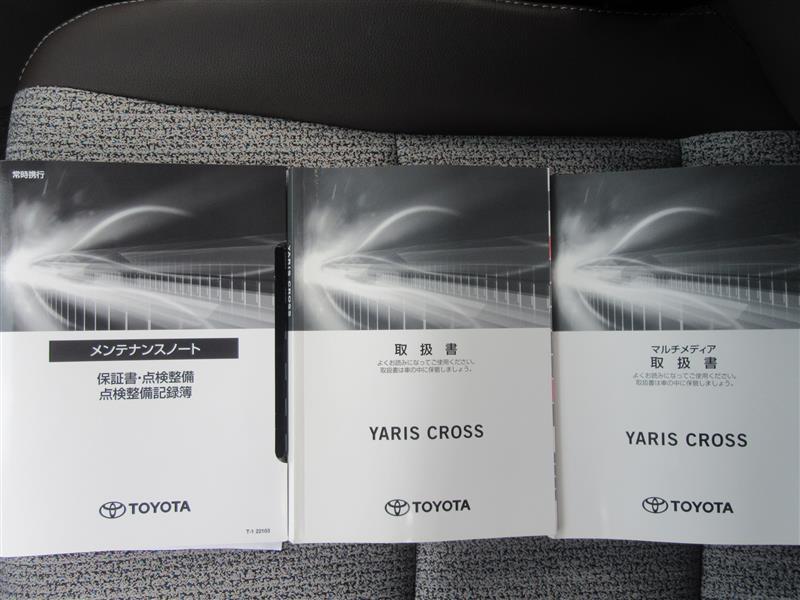 常時携行
メンテナンスノート
保証書・点検整備
点検整備記録簿
TOYOTA
T-1 22103
YARIS CROSS
取扱書
よくお読みになってご使用ください。
取扱書は車の中に保管しましょう。
YARIS CROSS
TOYOTA
マルチメディア
取扱書
よくお読みになってご使用ください。
取扱書は車の中に保管しましょう。
YARIS CROSS
TOYOTA